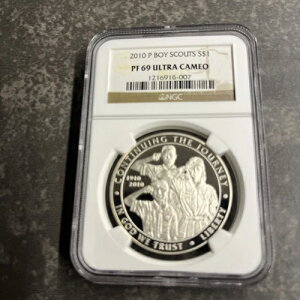 2010 P BOY SCOUTS S$1
PF 69 ULTRA CAMEO
1216916-007
NGC
CONTINUING THE JOURNEY
1910
2010
IN GOD WE TRUST • LIBERTY